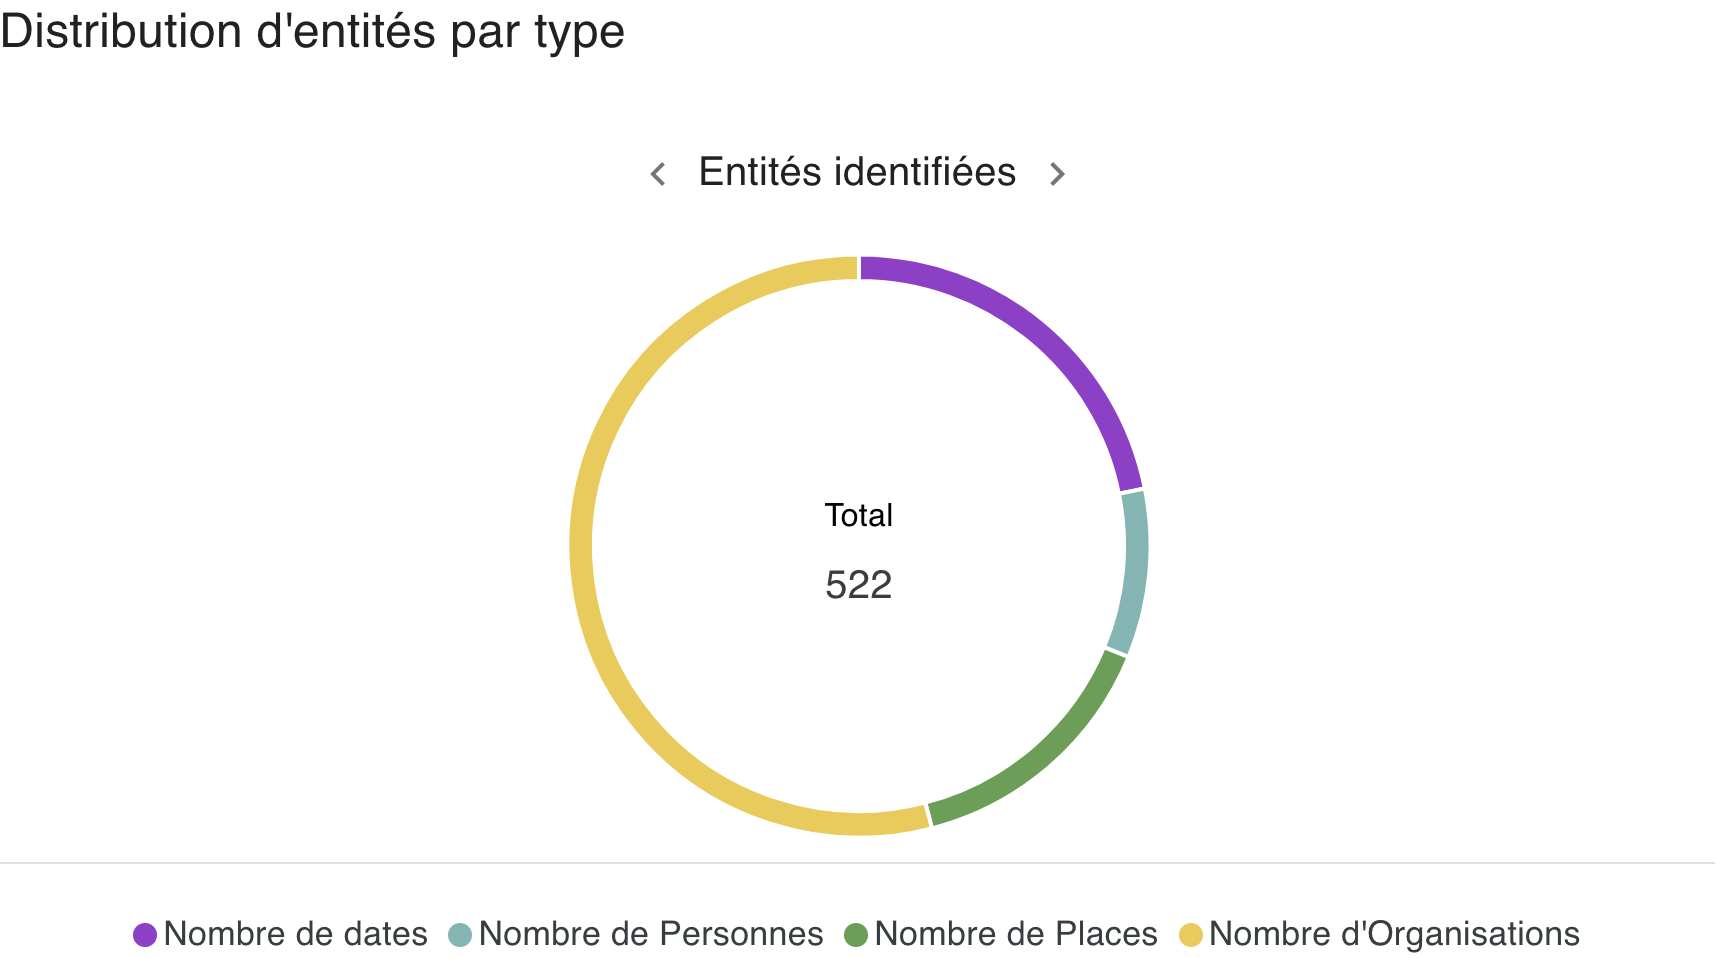 Distribution d'entités par type
Entités identifiées
Total
522
Nombre de dates Nombre de Personnes Nombre de Places Nombre d'Organisations